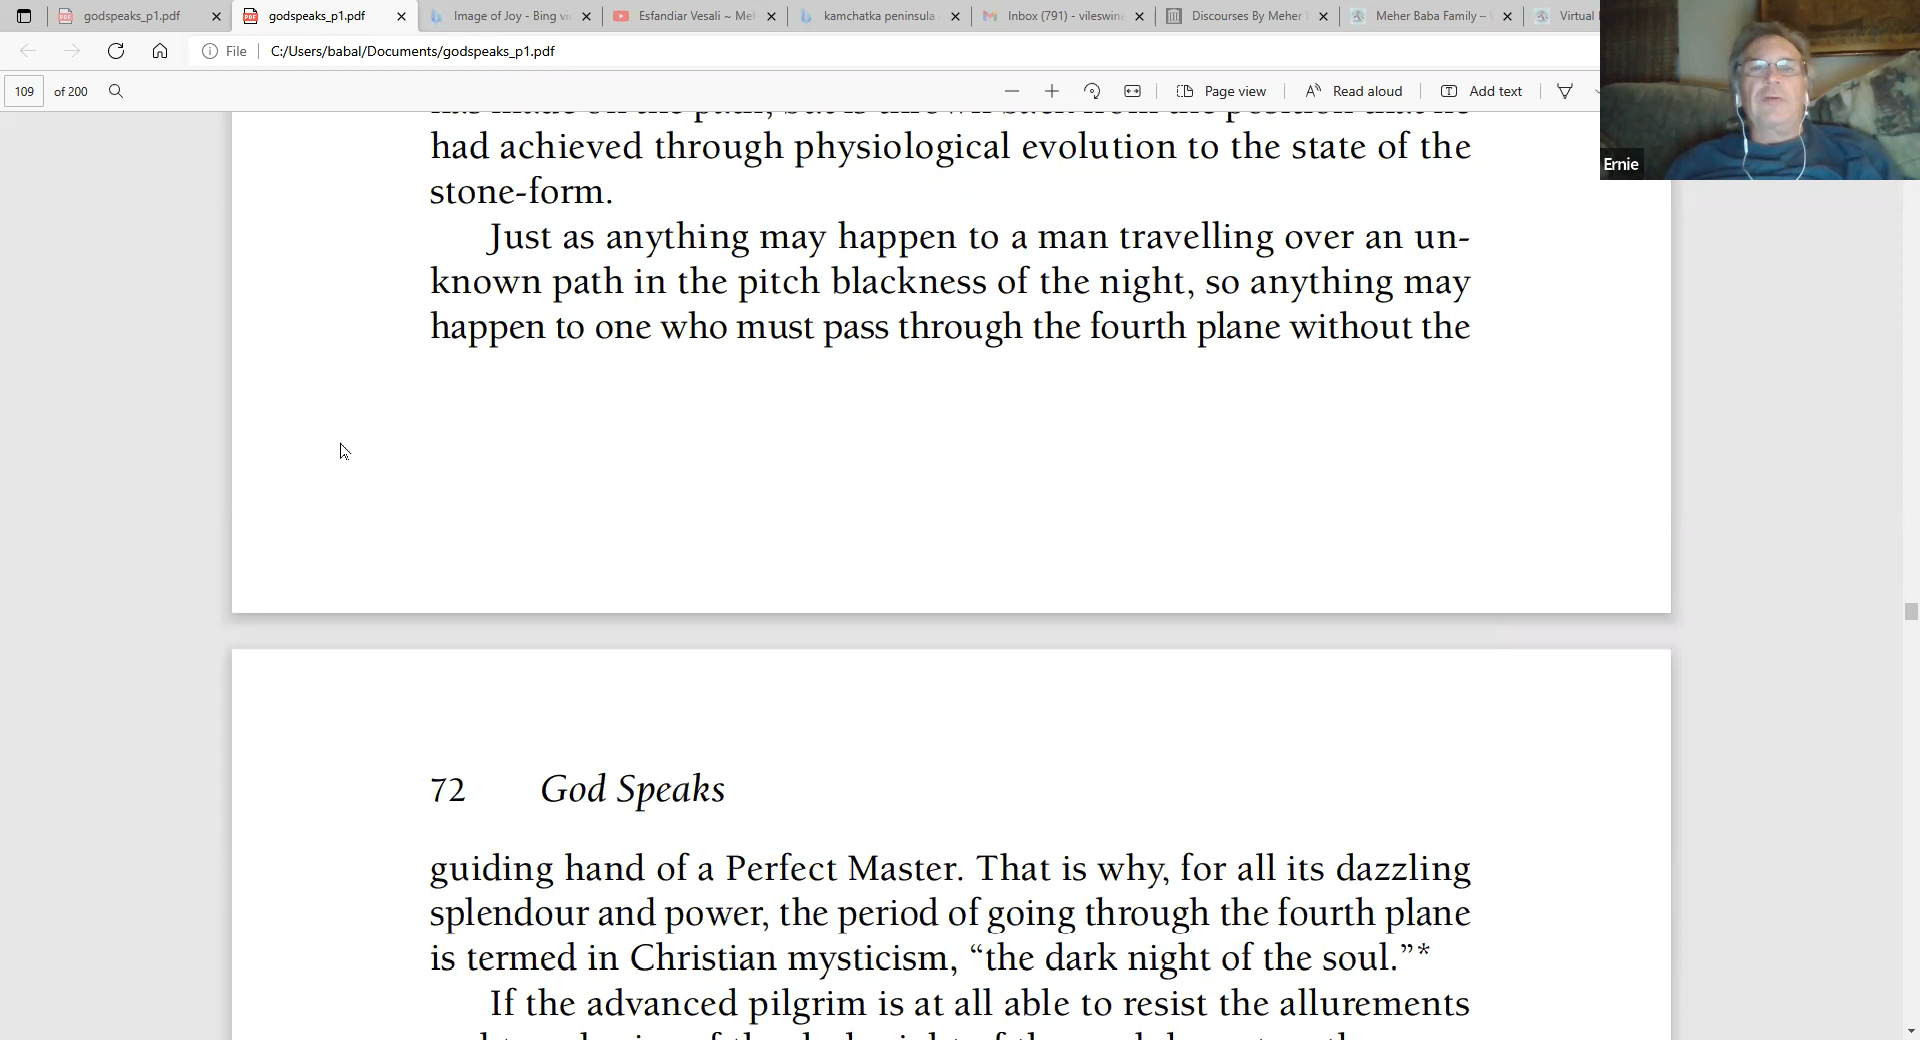 godspeaks_p1.pdf
godspeaks_p1.pdf
Image of Joy - Bing vi
Esfandiar Vesali ~ Me
kamchatka peninsula
Inbox (791) - vileswine
Discourses By Meher
Meher Baba Family –
Virtual
File
C:/Users/babal/Documents/godspeaks_p1.pdf
109 of 200
Page view
Read aloud
Add text
Ernie
had achieved through physiological evolution to the state of the
stone-form.
Just as anything may happen to a man travelling over an un-
known path in the pitch blackness of the night, so anything may
happen to one who must pass through the fourth plane without the
72 God Speaks
guiding hand of a Perfect Master. That is why, for all its dazzling
splendour and power, the period of going through the fourth plane
is termed in Christian mysticism, “the dark night of the soul.”*
If the advanced pilgrim is at all able to resist the allurements